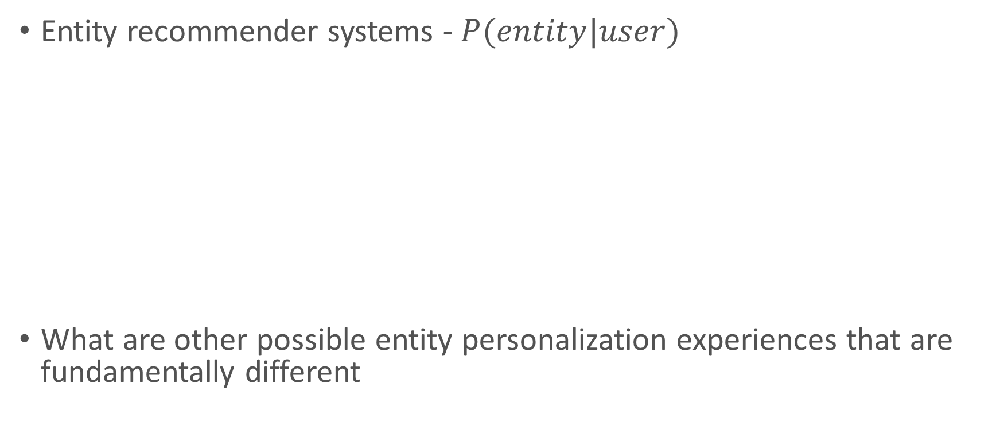 • Entity recommender systems - P(entity|user)
• What are other possible entity personalization experiences that are
fundamentally different